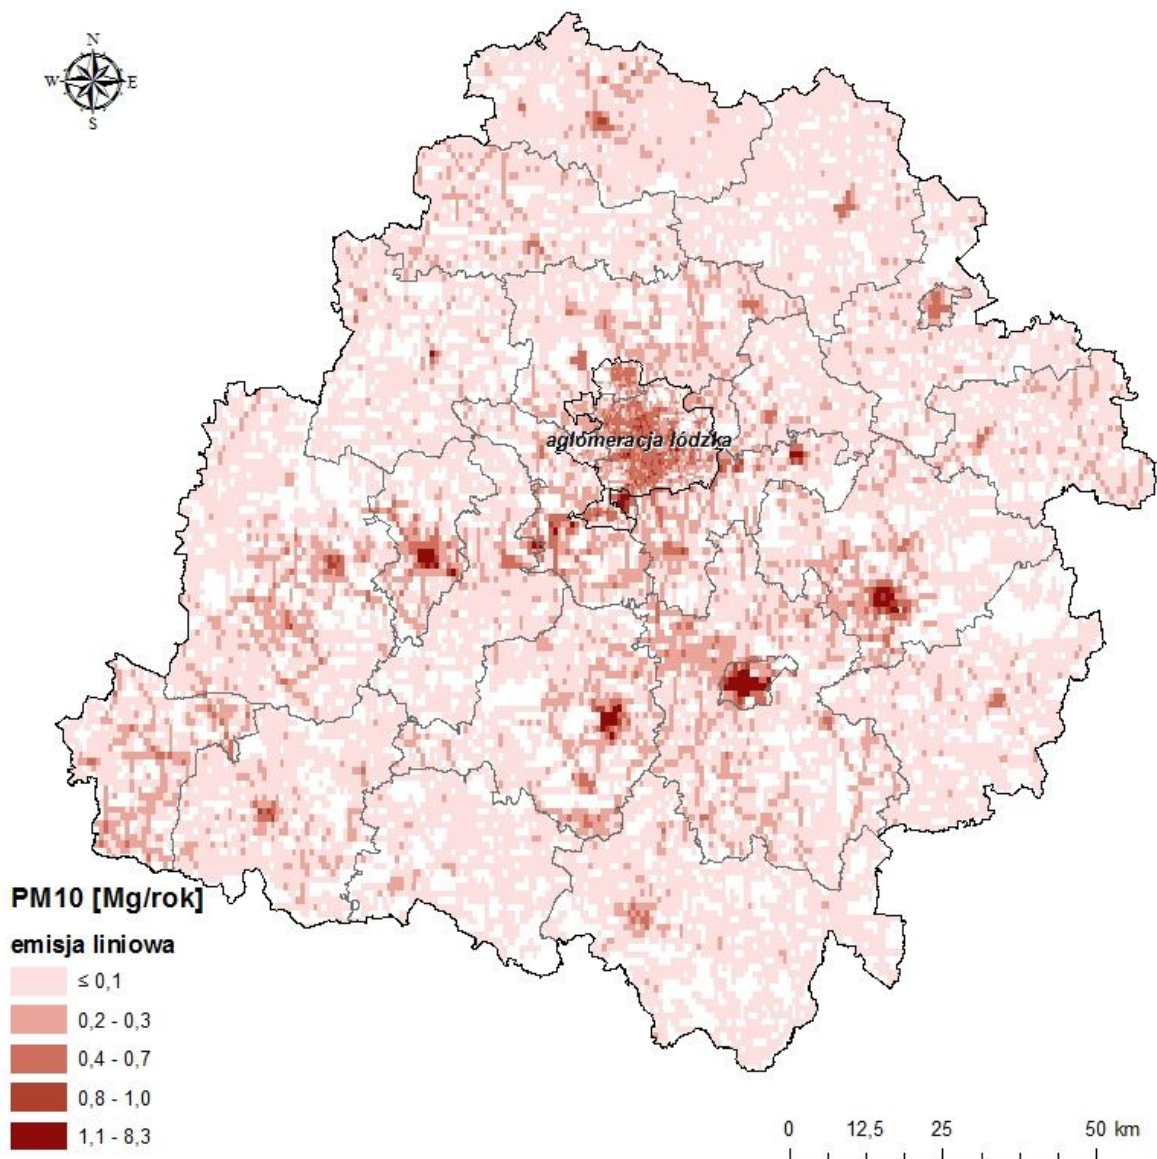 N
W E
S
aglomeracja łódzka
PM10 [Mg/rok]
emisja liniowa
≤ 0,1
0,2 - 0,3
0,4 - 0,7
0,8 - 1,0
1,1 - 8,3
0 12,5 25 50 km